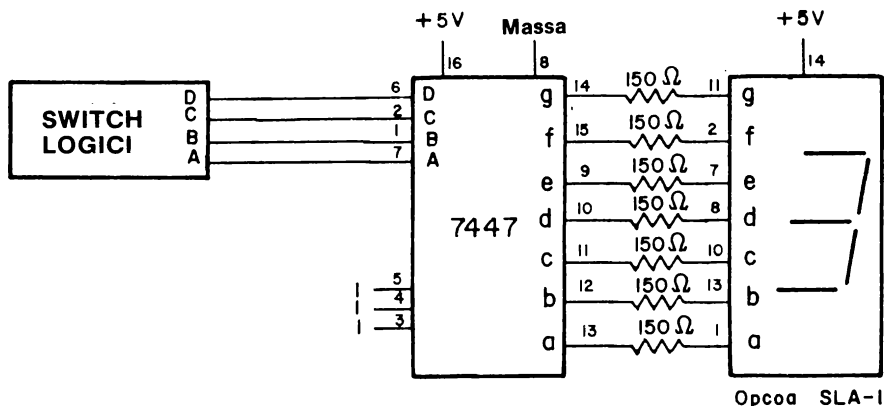 +5V Massa +5V
16 8 14
SWITCH LOGICI
D 6 D
C 2 C
B 1 B
A 7 A
7447
1 5
1 4
1 3
g 14 150 Ω 11 g
f 15 150 Ω 2 f
e 9 150 Ω 7 e
d 10 150 Ω 8 d
c 11 150 Ω 10 c
b 12 150 Ω 13 b
a 13 150 Ω 1 a
Opcoa SLA-1